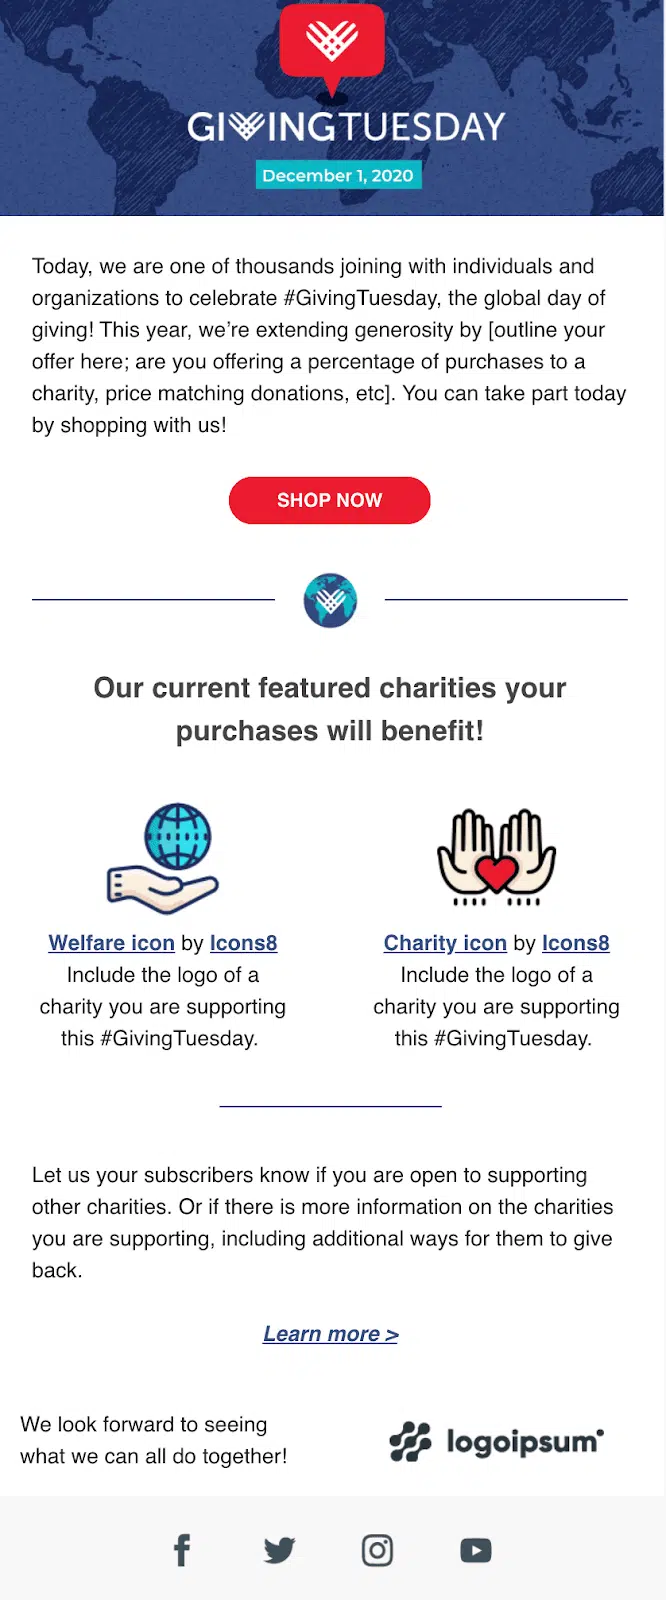 GIVINGTUESDAY
December 1, 2020
Today, we are one of thousands joining with individuals and
organizations to celebrate #GivingTuesday, the global day of
giving! This year, we’re extending generosity by [outline your
offer here; are you offering a percentage of purchases to a
charity, price matching donations, etc]. You can take part today
by shopping with us!
SHOP NOW
Our current featured charities your
purchases will benefit!
Welfare icon by Icons8
Include the logo of a
charity you are supporting
this #GivingTuesday.
Charity icon by Icons8
Include the logo of a
charity you are supporting
this #GivingTuesday.
Let us your subscribers know if you are open to supporting
other charities. Or if there is more information on the charities
you are supporting, including additional ways for them to give
back.
Learn more >
We look forward to seeing
what we can all do together!
logoipsum